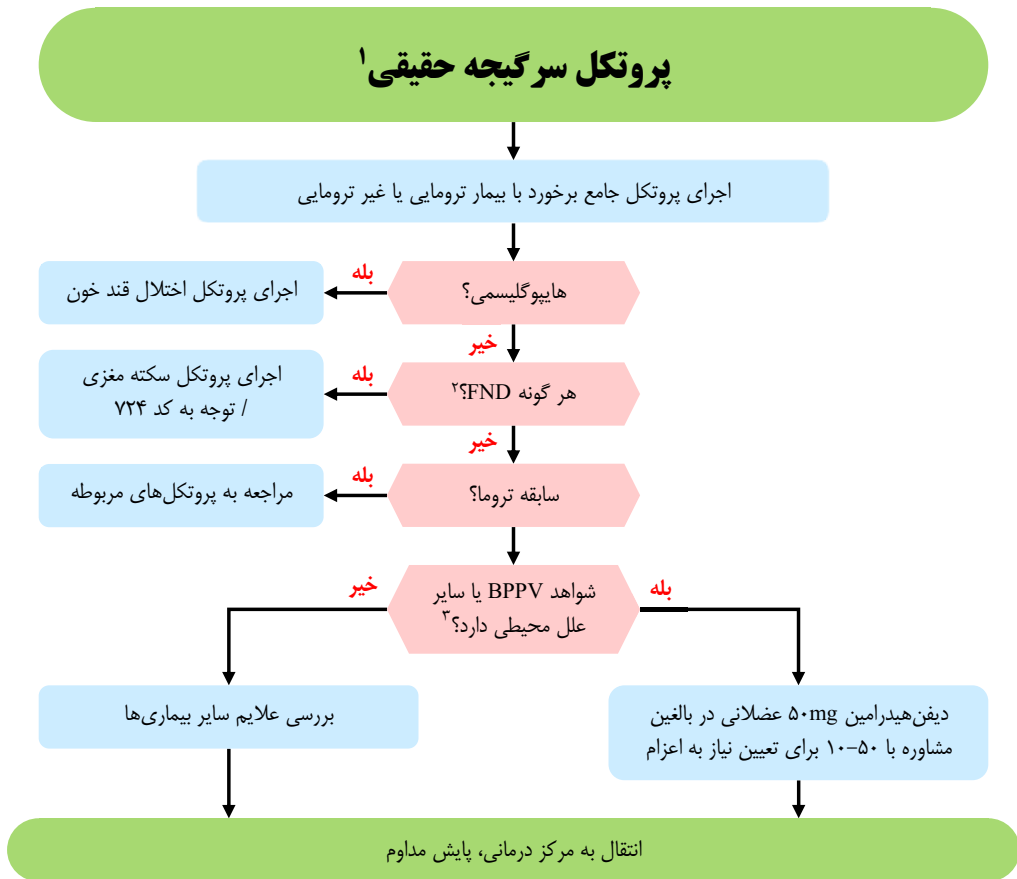 پروتکل سرگیجه حقیقی۱
اجرای پروتکل جامع برخورد با بیمار ترومایی یا غیر ترومایی
هایپوگلیسمی؟
بله
اجرای پروتکل اختلال قند خون
خیر
هر گونه FND؟۲
بله
اجرای پروتکل سکته مغزی
/ توجه به کد ۷۲۴
خیر
سابقه تروما؟
بله
مراجعه به پروتکل‌های مربوطه
شواهد BPPV یا سایر
علل محیطی دارد؟۳
بله
خیر
دیفن‌هیدرامین ۵۰mg عضلانی در بالغین
مشاوره با ۵۰-۱۰ برای تعیین نیاز به اعزام
بررسی علایم سایر بیماری‌ها
انتقال به مرکز درمانی، پایش مداوم